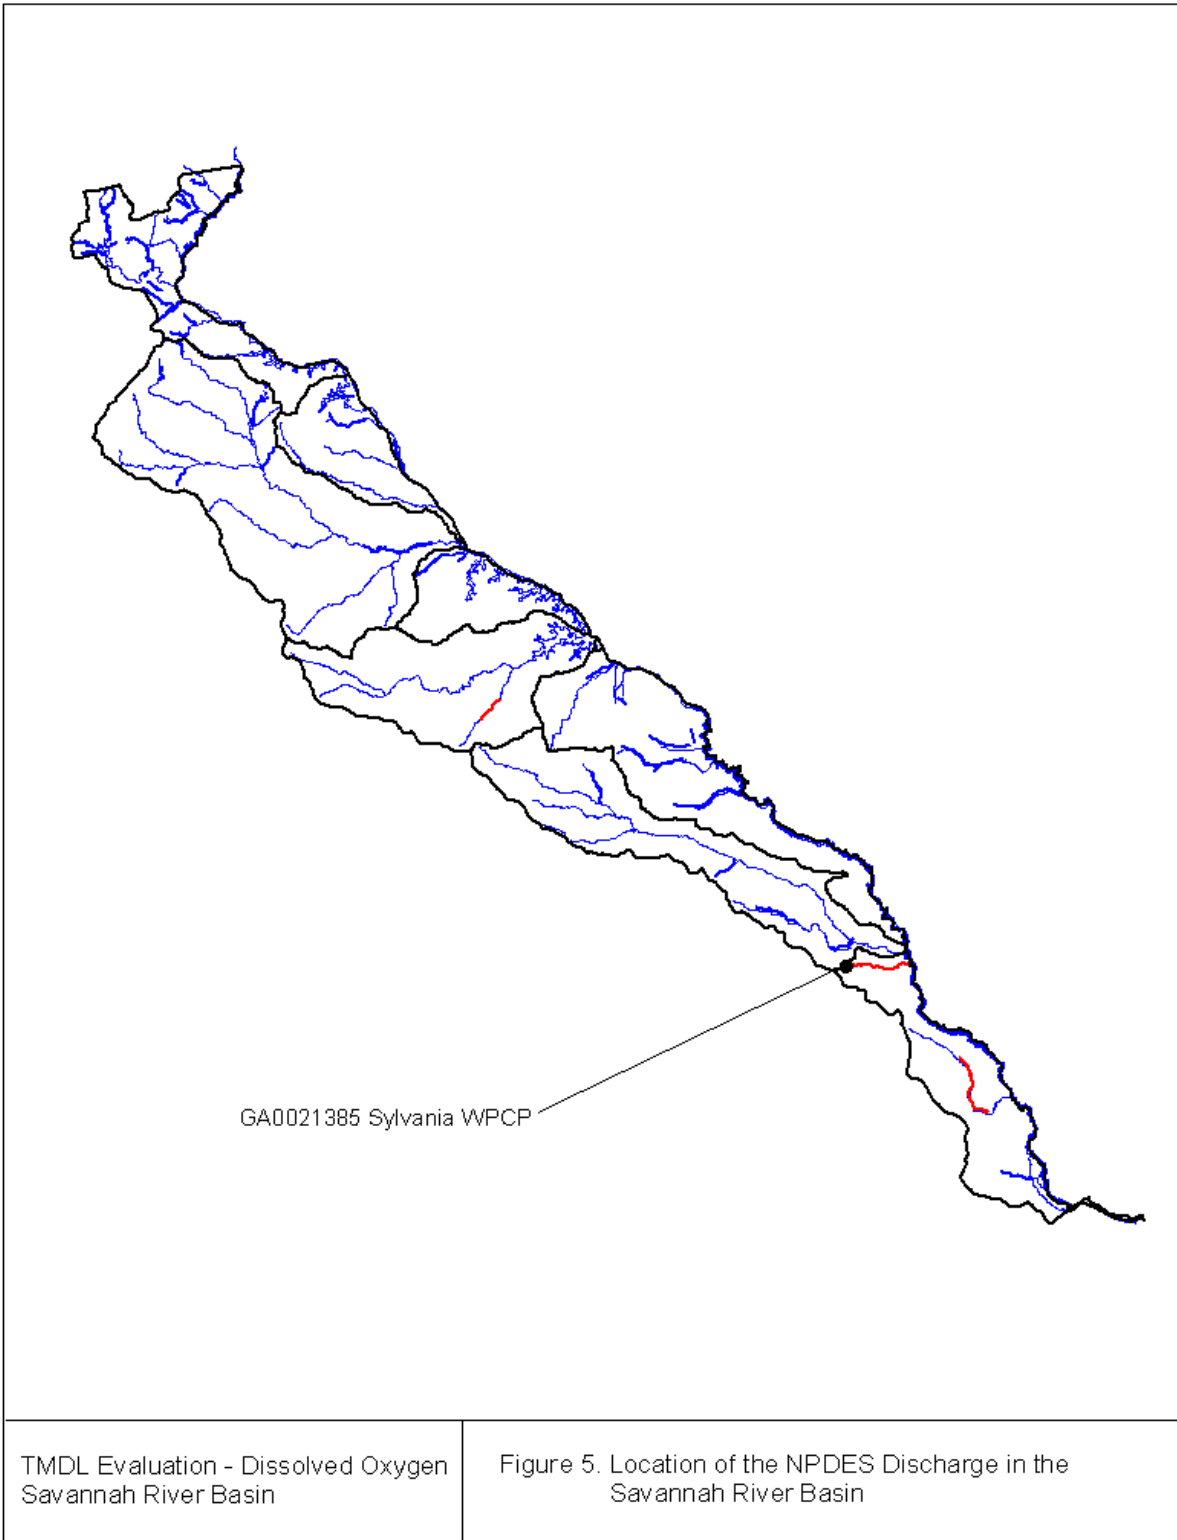 GA0021385 Sylvania WPCP
TMDL Evaluation - Dissolved Oxygen
Savannah River Basin
Figure 5. Location of the NPDES Discharge in the
Savannah River Basin